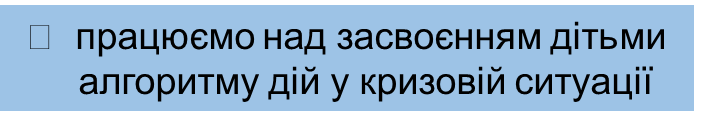 працюємо над засвоєнням дітьми
алгоритму дій у кризовій ситуації